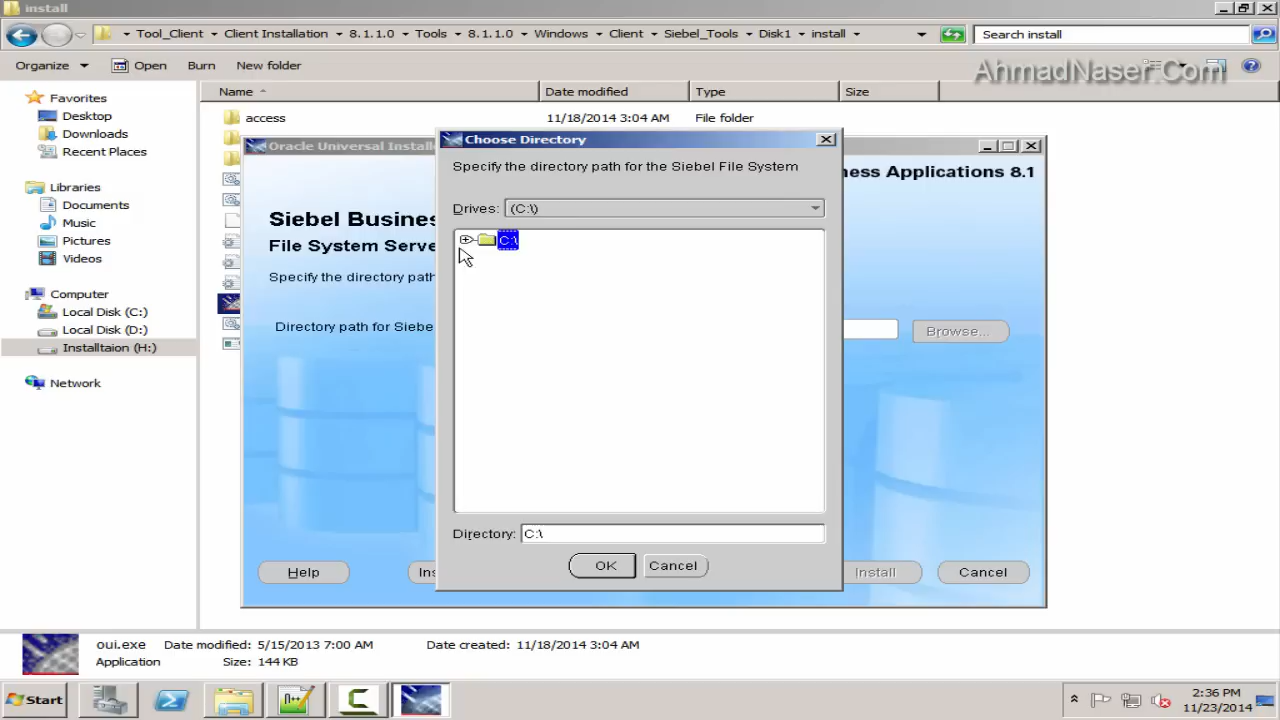 install
Tool_Client Client Installation 8.1.1.0 Tools 8.1.1.0 Windows Client Siebel_Tools Disk1 install
Search install
Organize Open Burn New folder
AhmadNaser.Com
Name Date modified Type Size
Favorites
Desktop
Downloads
Recent Places
Libraries
Documents
Music
Pictures
Videos
Computer
Local Disk (C:)
Local Disk (D:)
Installtaion (H:)
Network
access 11/18/2014 3:04 AM File folder
Oracle Universal Installe
ness Applications 8.1
Siebel Busines
File System Serve
Specify the directory path
Directory path for Siebe
Browse...
Help Ins Install Cancel
Choose Directory
Specify the directory path for the Siebel File System
Drives: (C:\)
C:\
Directory: C:\
OK Cancel
oui.exe Date modified: 5/15/2013 7:00 AM Date created: 11/18/2014 3:04 AM
Application Size: 144 KB
Start
2:36 PM
11/23/2014